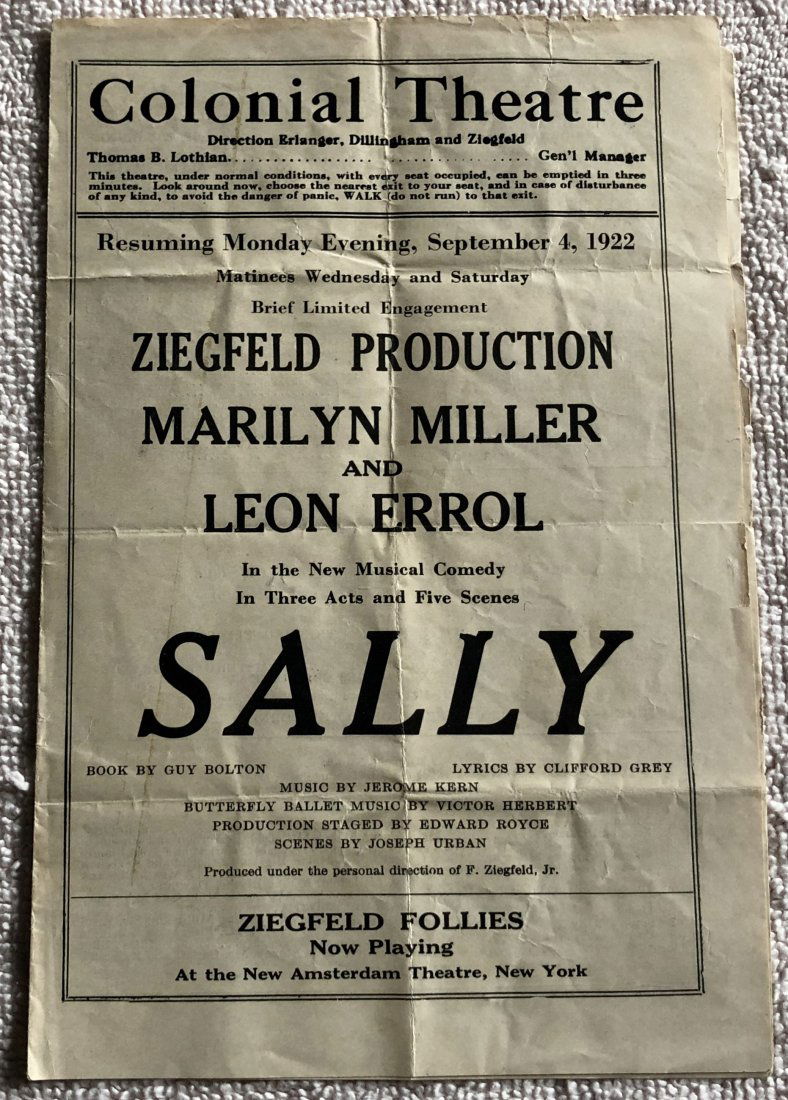 Colonial Theatre
Direction Erlanger, Dillingham and Ziegfeld
Thomas B. Lothian................................................ Gen'l Manager
This theatre, under normal conditions, with every seat occupied, can be emptied in three
minutes. Look around now, choose the nearest exit to your seat, and in case of disturbance
of any kind, to avoid the danger of panic, WALK (do not run) to that exit.
Resuming Monday Evening, September 4, 1922
Matinees Wednesday and Saturday
Brief Limited Engagement
ZIEGFELD PRODUCTION
MARILYN MILLER
AND
LEON ERROL
In the New Musical Comedy
In Three Acts and Five Scenes
SALLY
BOOK BY GUY BOLTON LYRICS BY CLIFFORD GREY
MUSIC BY JEROME KERN
BUTTERFLY BALLET MUSIC BY VICTOR HERBERT
PRODUCTION STAGED BY EDWARD ROYCE
SCENES BY JOSEPH URBAN
Produced under the personal direction of F. Ziegfeld, Jr.
ZIEGFELD FOLLIES
Now Playing
At the New Amsterdam Theatre, New York